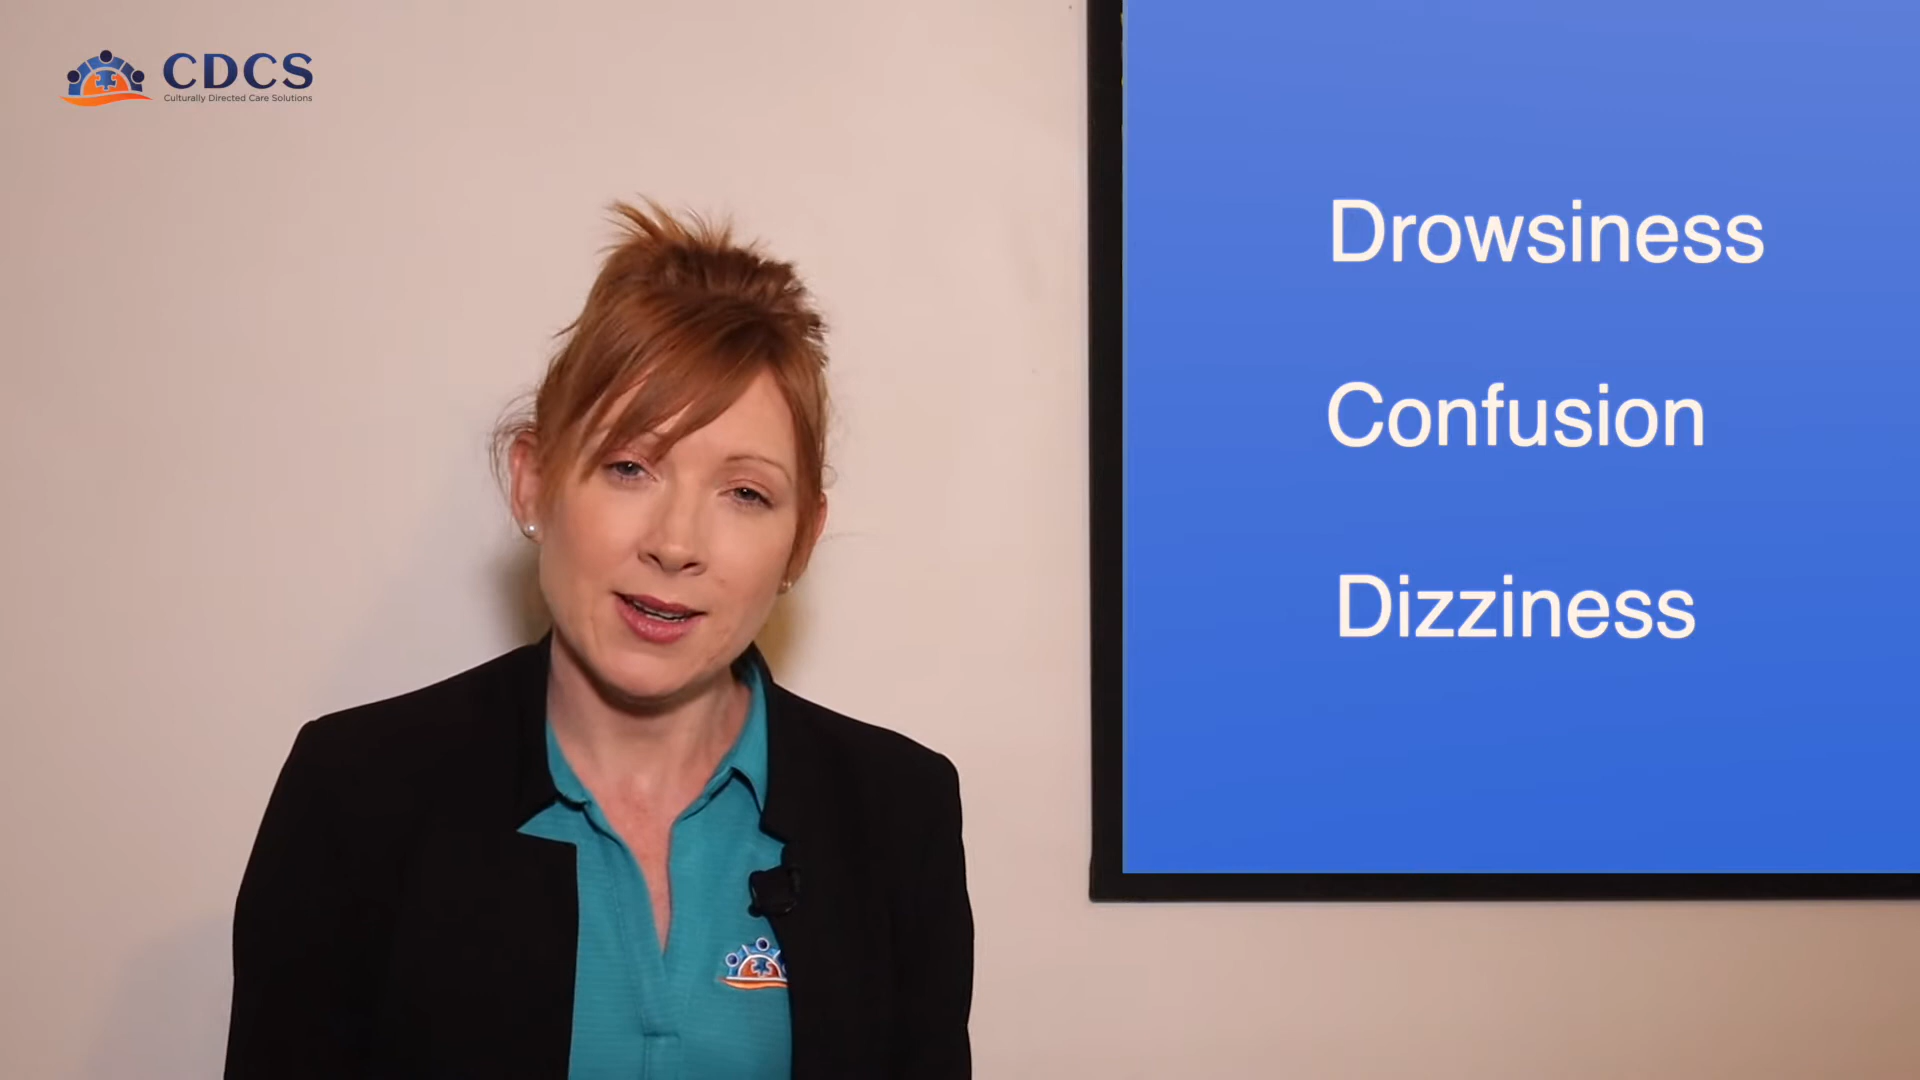 CDCS
Culturally Directed Care Solutions
Drowsiness
Confusion
Dizziness